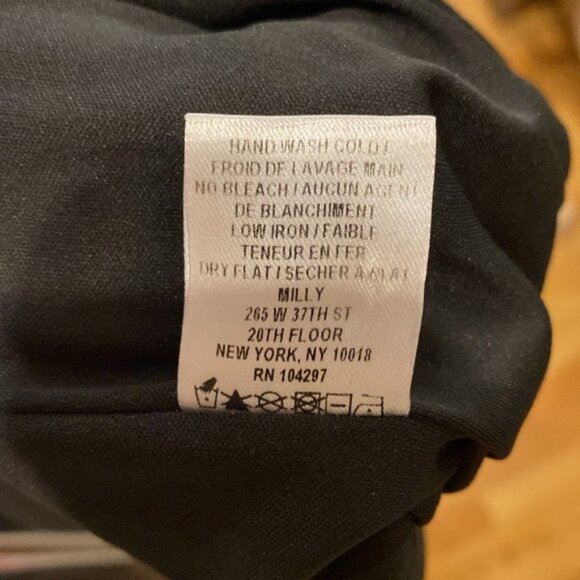 HAND WASH COLD /
FROID DE LAVAGE MAIN
NO BLEACH / AUCUN AGENT
DE BLANCHIMENT
LOW IRON / FAIBLE
TENEUR EN FER
DRY FLAT / SECHER A PLAT
MILLY
265 W 37TH ST
20TH FLOOR
NEW YORK, NY 10018
RN 104297